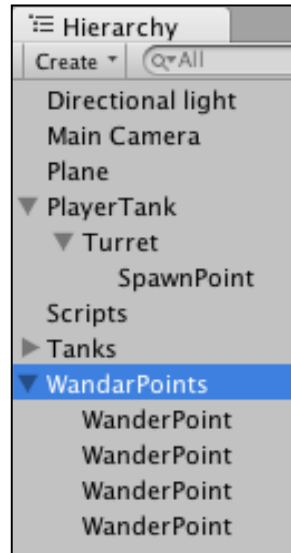 Hierarchy
Create All
Directional light
Main Camera
Plane
PlayerTank
Turret
SpawnPoint
Scripts
Tanks
WandarPoints
WanderPoint
WanderPoint
WanderPoint
WanderPoint